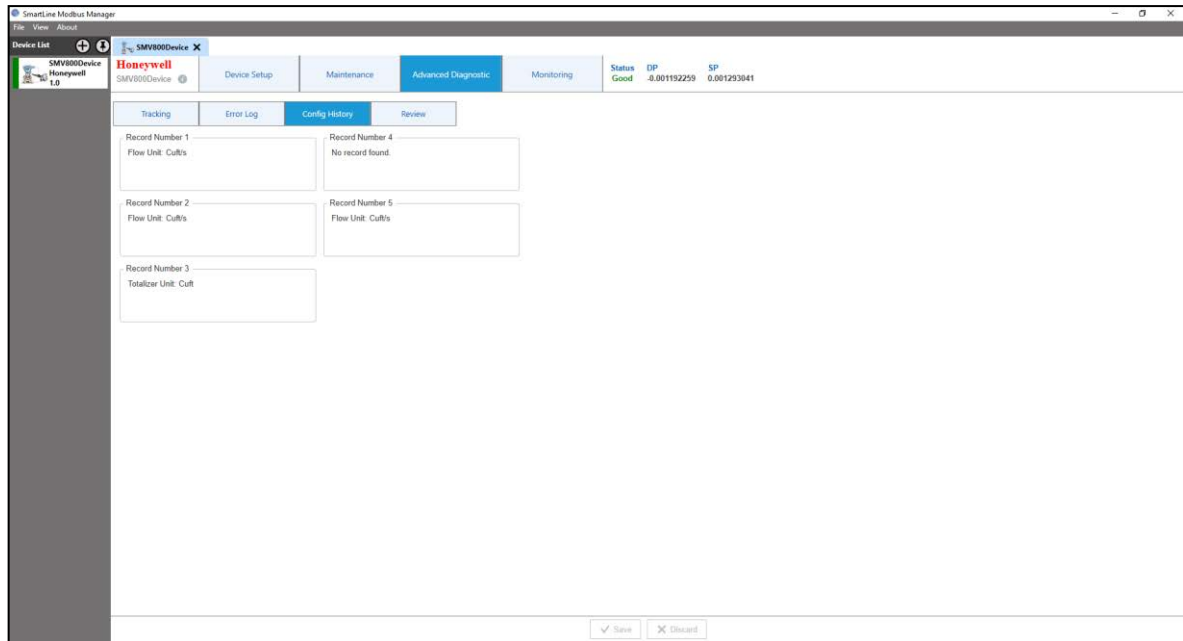 SmartLine Modbus Manager
File View About
Device List
SMV800Device
Honeywell
1.0
SMV800Device
Honeywell
SMV800Device
Device Setup
Maintenance
Advanced Diagnostic
Monitoring
Status DP SP
Good -0.001192259 0.001293041
Tracking
Error Log
Config History
Review
Record Number 1
Flow Unit: Cuft/s
Record Number 4
No record found.
Record Number 2
Flow Unit: Cuft/s
Record Number 5
Flow Unit: Cuft/s
Record Number 3
Totalizer Unit: Cuft
Save
Discard